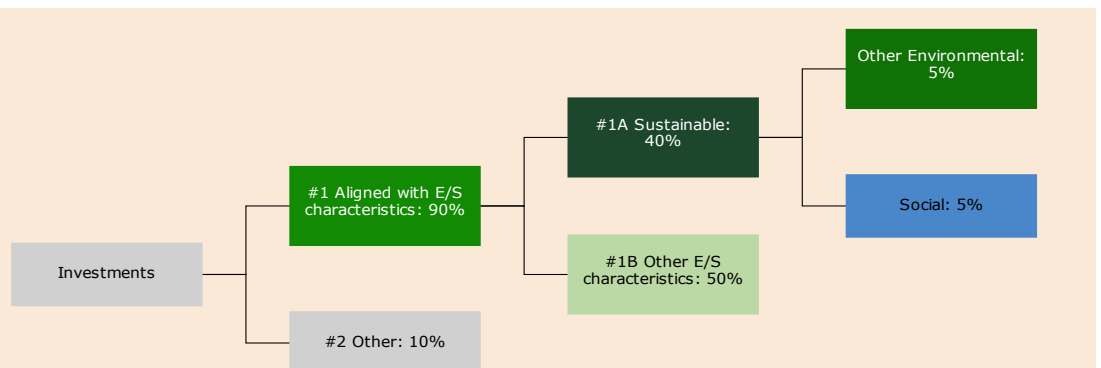 Investments
#1 Aligned with E/S
characteristics: 90%
#2 Other: 10%
#1A Sustainable:
40%
#1B Other E/S
characteristics: 50%
Other Environmental:
5%
Social: 5%